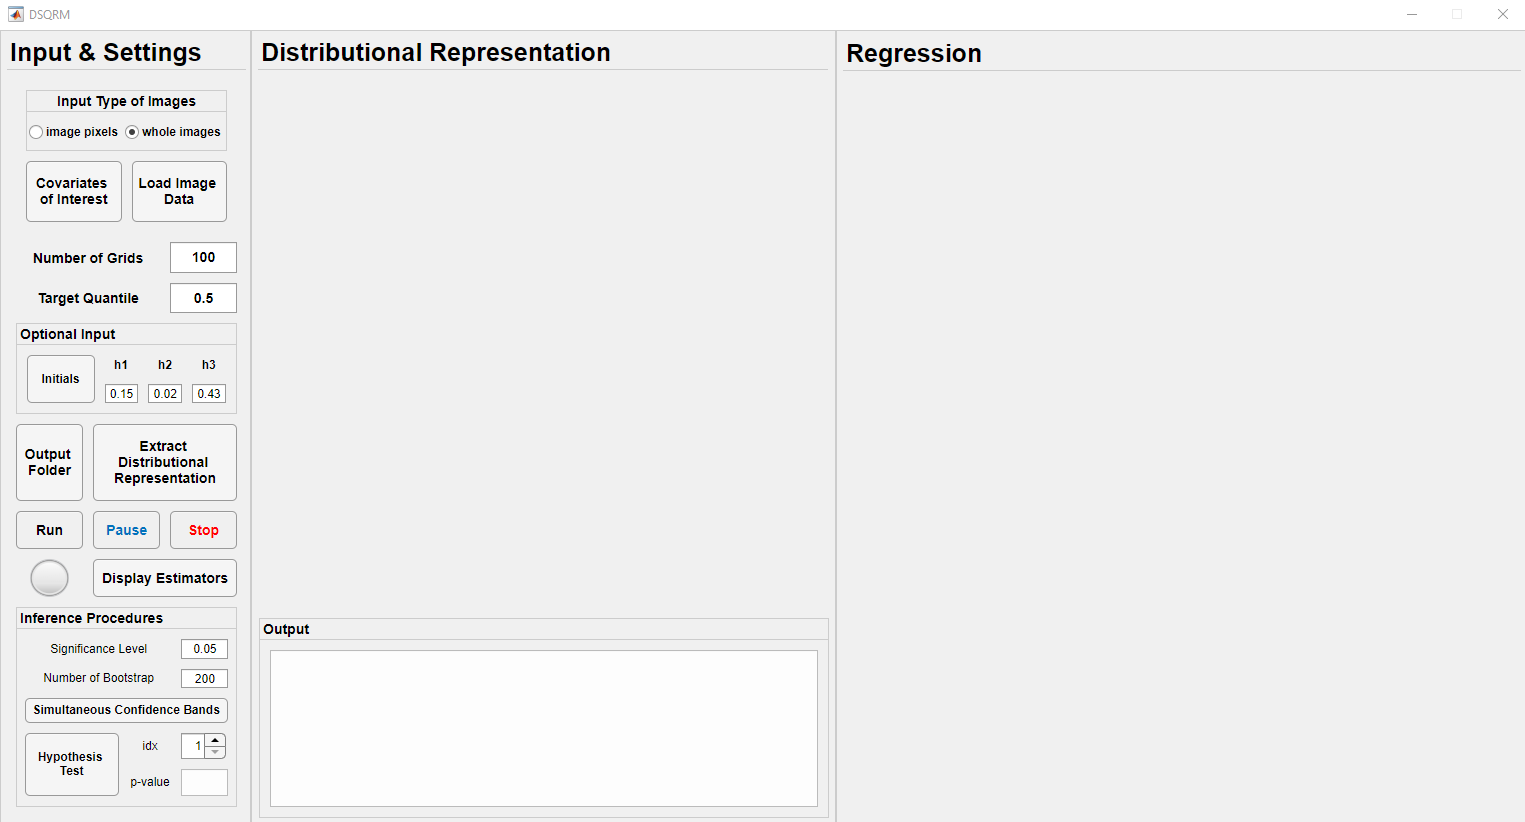 DSQRM
Input & Settings
Input Type of Images
image pixels
whole images
Covariates
of Interest
Load Image
Data
Number of Grids
100
Target Quantile
0.5
Optional Input
Initials
h1
h2
h3
0.15
0.02
0.43
Output
Folder
Extract
Distributional
Representation
Run
Pause
Stop
Display Estimators
Inference Procedures
Significance Level
0.05
Number of Bootstrap
200
Simultaneous Confidence Bands
Hypothesis
Test
idx
1
p-value
Distributional Representation
Output
Regression